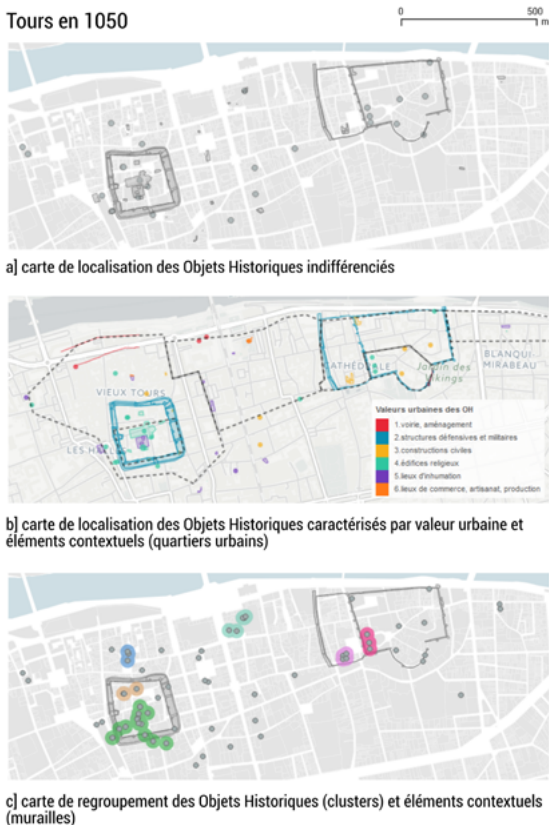 Tours en 1050
0 500
m
a] carte de localisation des Objets Historiques indifférenciés
VIEUX TOURS
CATHÉDRALE
Jardin des
BLANQUI-
MIRABEAU
LES
Valeurs urbaines des OH
1.voirie, aménagement
2.structures défensives et militaires
3.constructions civiles
4.édifices religieux
5.lieux d'inhumation
6.lieux de commerce, artisanat, production
b] carte de localisation des Objets Historiques caractérisés par valeur urbaine et
éléments contextuels (quartiers urbains)
c] carte de regroupement des Objets Historiques (clusters) et éléments contextuels
(murailles)